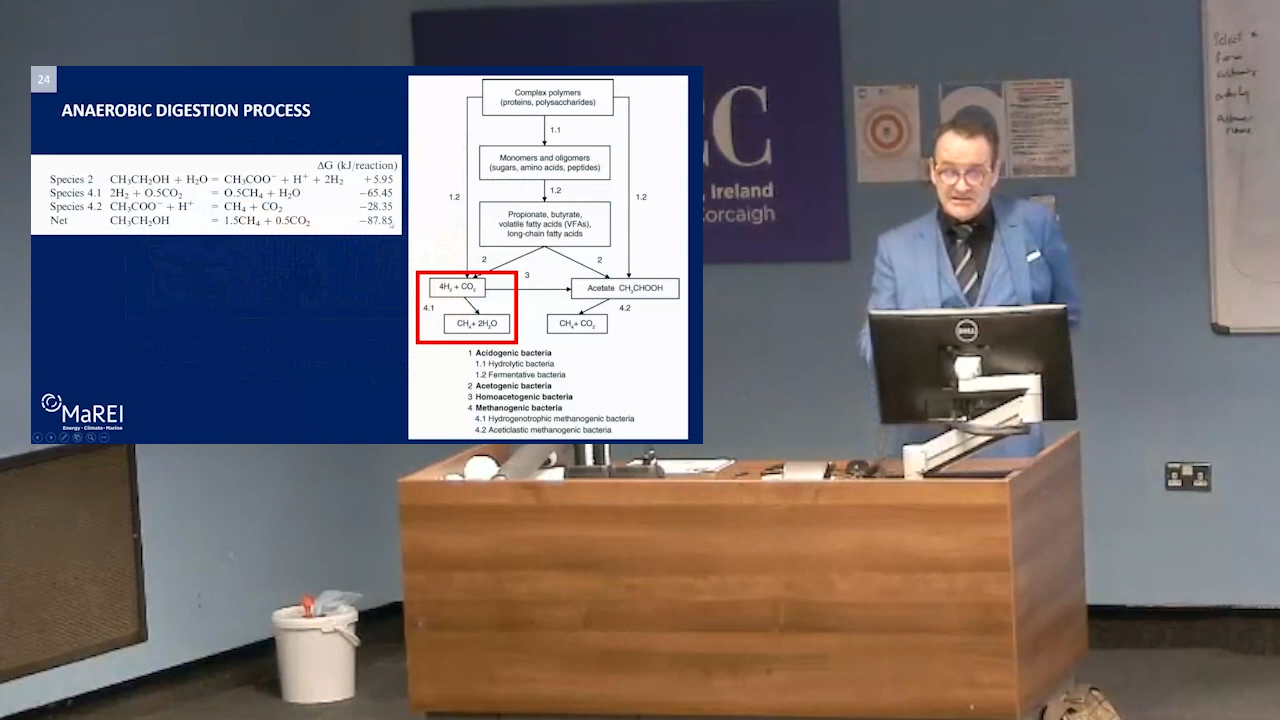 24
ANAEROBIC DIGESTION PROCESS
ΔG (kJ/reaction)
Species 2 CH₃CH₂OH + H₂O = CH₃COO⁻ + H⁺ + 2H₂ +5.95
Species 4.1 2H₂ + O.5CO₂ = O.5CH₄ + H₂O −65.45
Species 4.2 CH₃COO⁻ + H⁺ = CH₄ + CO₂ −28.35
Net CH₃CH₂OH = 1.5CH₄ + 0.5CO₂ −87.85
Complex polymers
(proteins, polysaccharides)
1.1
Monomers and oligomers
(sugars, amino acids, peptides)
1.2
1.2
1.2
Propionate, butyrate,
volatile fatty acids (VFAs),
long-chain fatty acids
2
2
3
4H₂ + CO₂
Acetate CH₃CHOOH
4.1
4.2
CH₄+ 2H₂O
CH₄+ CO₂
1 Acidogenic bacteria
1.1 Hydrolytic bacteria
1.2 Fermentative bacteria
2 Acetogenic bacteria
3 Homoacetogenic bacteria
4 Methanogenic bacteria
4.1 Hydrogenotrophic methanogenic bacteria
4.2 Aceticlastic methanogenic bacteria
MaREI
Energy · Climate · Marine
CC
Ireland
Corcaigh
DELL
Select *
From